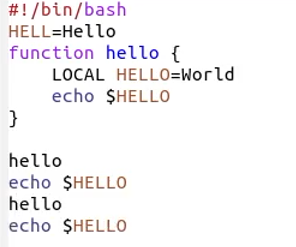 #!/bin/bash
HELL=Hello
function hello {
    LOCAL HELLO=World
    echo $HELLO
}

hello
echo $HELLO
hello
echo $HELLO